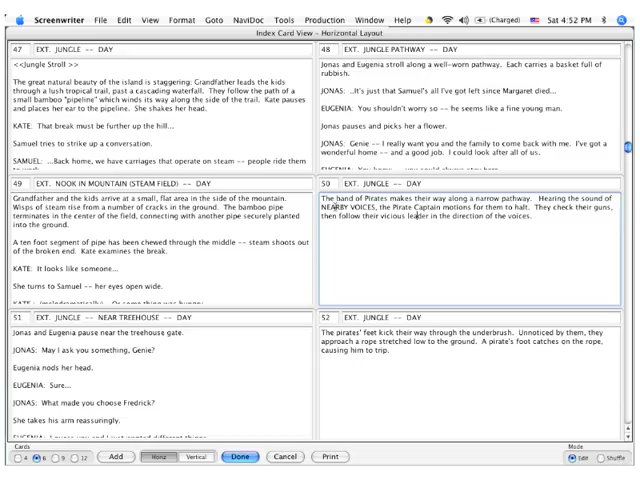 Screenwriter File Edit View Format Goto NaviDoc Tools Production Window Help (Charged) Sat 4:52 PM
Index Card View – Horizontal Layout
47 EXT. JUNGLE -- DAY
<<Jungle Stroll >>
The great natural beauty of the island is staggering: Grandfather leads the kids
through a lush tropical trail, past a cascading waterfall. They follow the path of a
small bamboo "pipeline" which winds its way along the side of the trail. Kate pauses
and places her ear to the pipeline. She shakes her head.
KATE: That break must be further up the hill...
Samuel tries to strike up a conversation.
SAMUEL: ...Back home, we have carriages that operate on steam -- people ride them
48 EXT. JUNGLE PATHWAY -- DAY
Jonas and Eugenia stroll along a well-worn pathway. Each carries a basket full of
rubbish.
JONAS: ..It's just that Samuel's all I've got left since Margaret died...
EUGENIA: You shouldn't worry so -- he seems like a fine young man.
Jonas pauses and picks her a flower.
JONAS: Genie -- I really want you and the family to come back with me. I've got a
wonderful home -- and a good job. I could look after all of us.
49 EXT. NOOK IN MOUNTAIN (STEAM FIELD) -- DAY
Grandfather and the kids arrive at a small, flat area in the side of the mountain.
Wisps of steam rise from a number of cracks in the ground. The bamboo pipe
terminates in the center of the field, connecting with another pipe securely planted
into the ground.
A ten foot segment of pipe has been chewed through the middle -- steam shoots out
of the broken end. Kate examines the break.
KATE: It looks like someone...
She turns to Samuel -- her eyes open wide.
50 EXT. JUNGLE -- DAY
The band of Pirates makes their way along a narrow pathway. Hearing the sound of
NEARBY VOICES, the Pirate Captain motions for them to halt. They check their guns,
then follow their vicious leader in the direction of the voices.
51 EXT. JUNGLE -- NEAR TREEHOUSE -- DAY
Jonas and Eugenia pause near the treehouse gate.
JONAS: May I ask you something, Genie?
Eugenia nods her head.
EUGENIA: Sure...
JONAS: What made you choose Fredrick?
She takes his arm reassuringly.
52 EXT. JUNGLE -- DAY
The pirates' feet kick their way through the underbrush. Unnoticed by them, they
approach a rope stretched low to the ground. A pirate's foot catches on the rope,
causing him to trip.
Cards
4 6 9 12 Add Horiz Vertical Done Cancel Print
Mode
Edit Shuffle